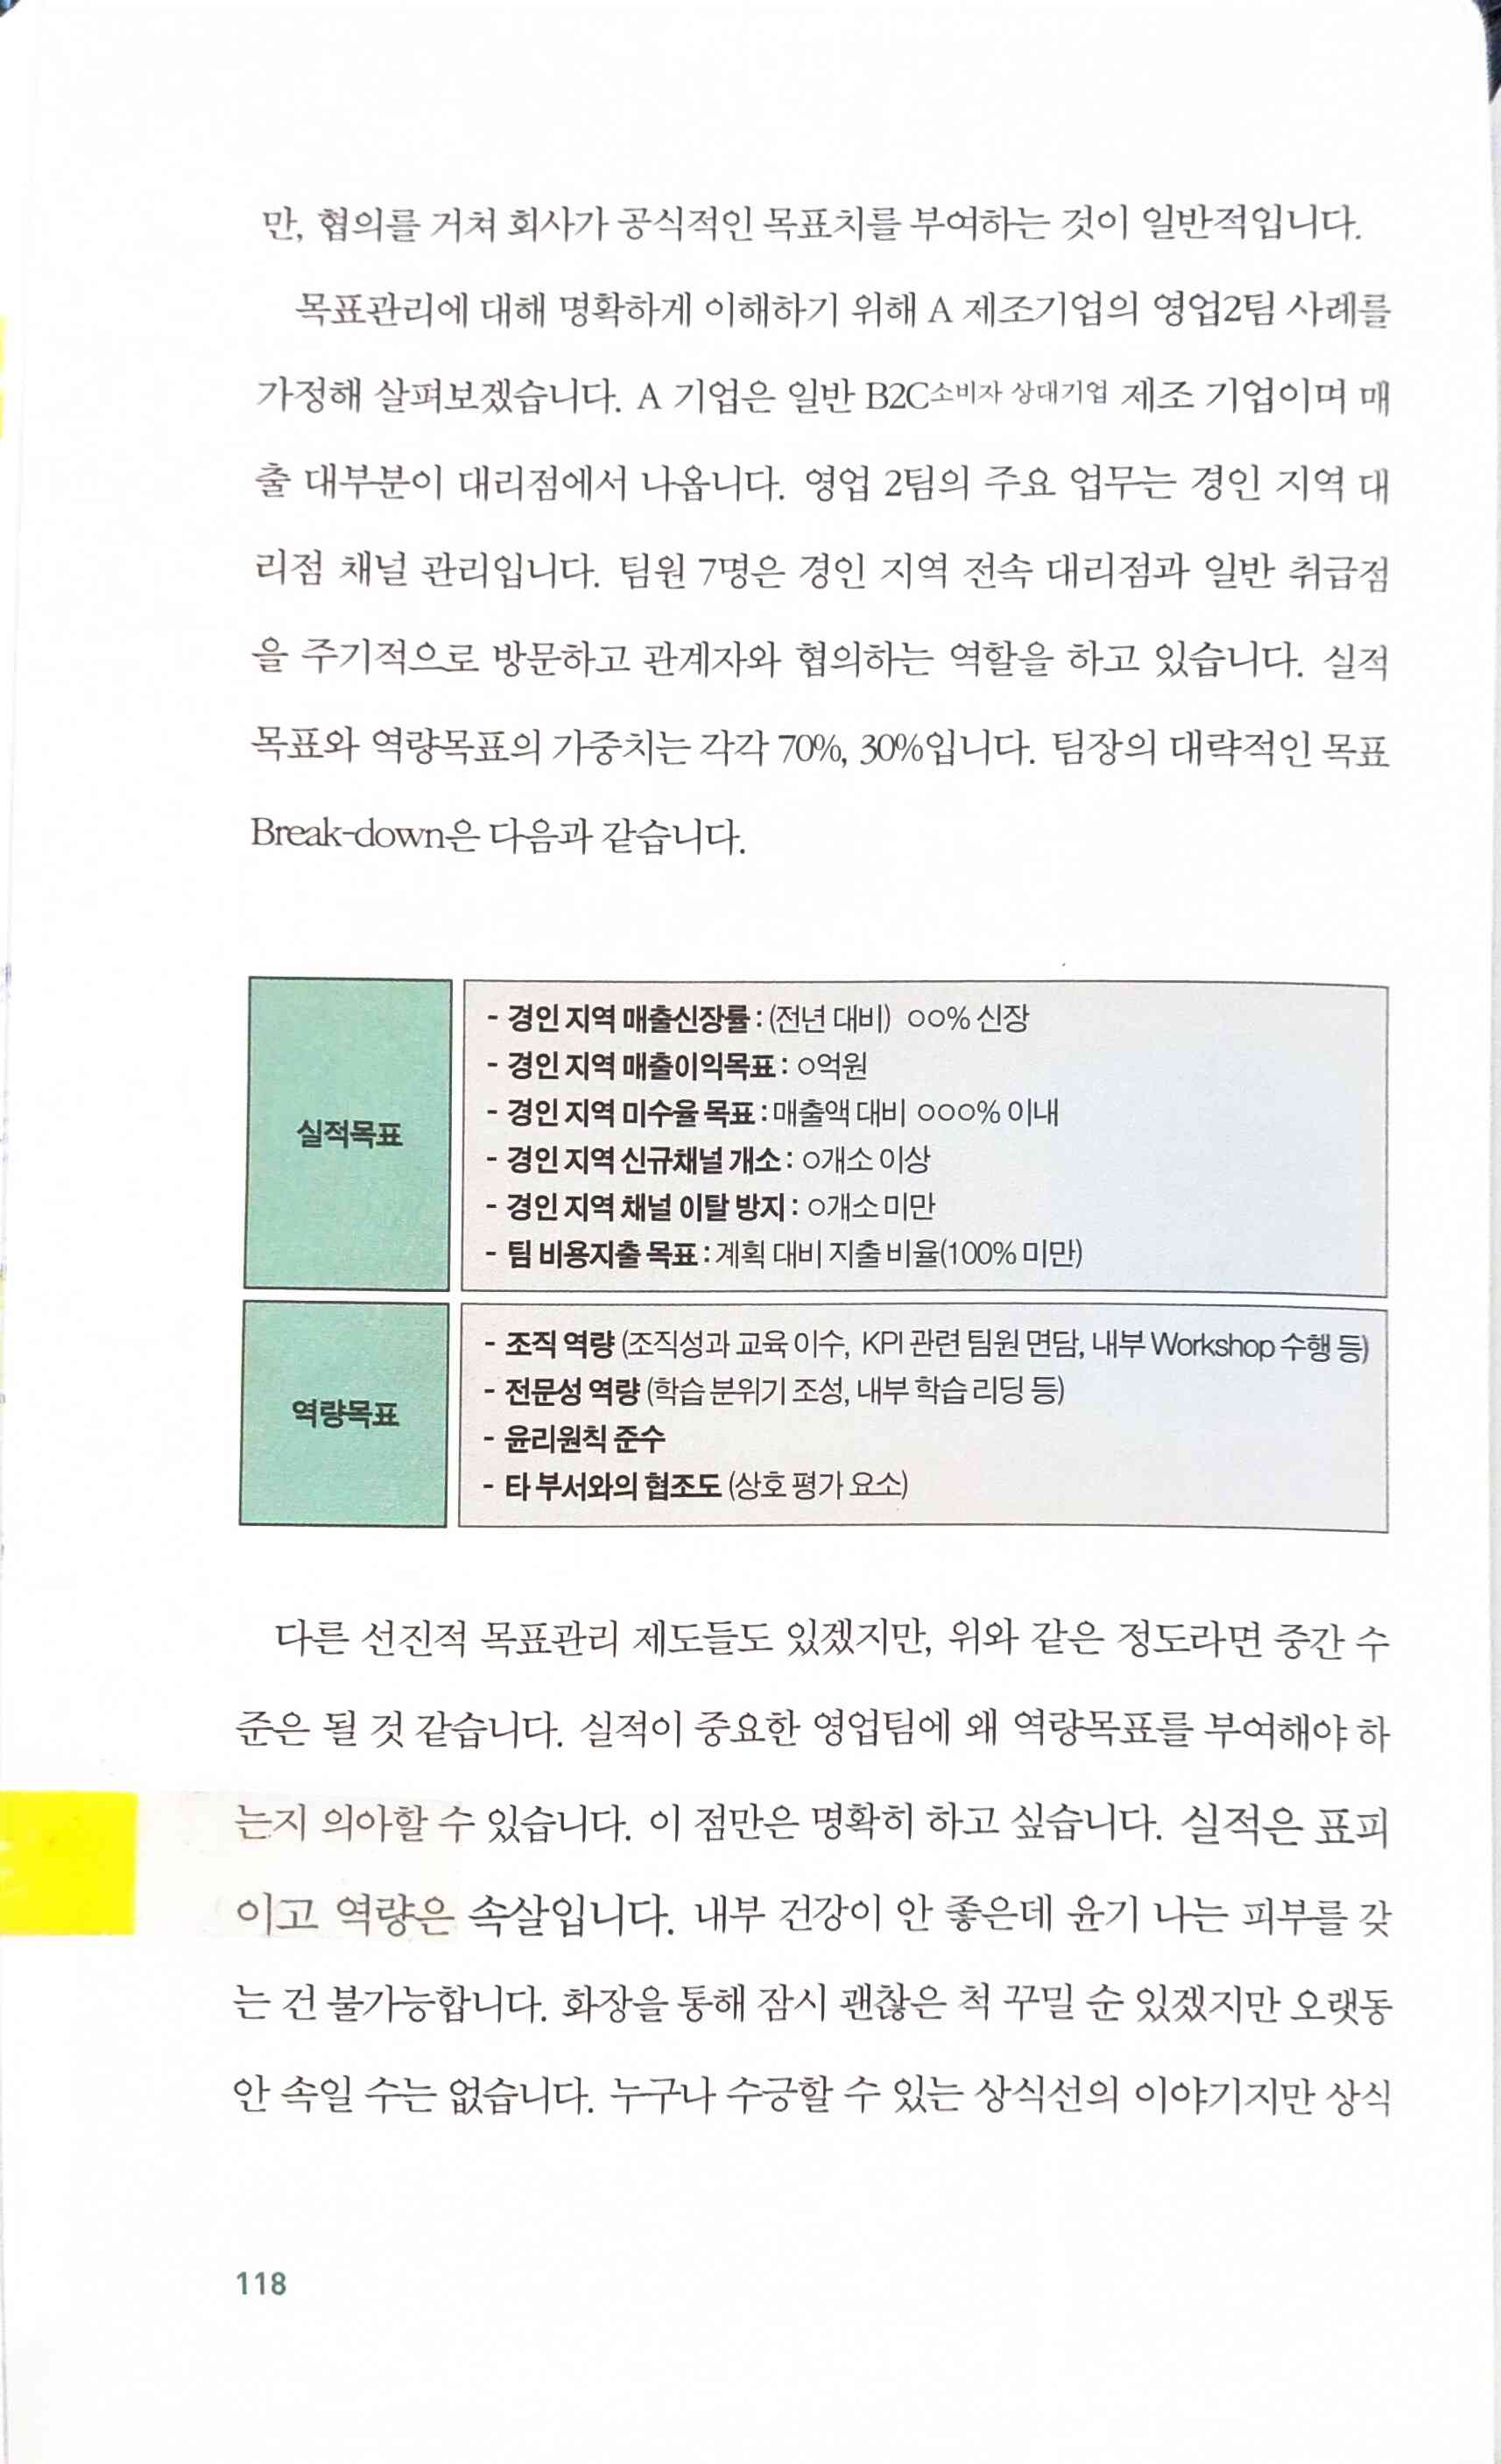 만, 협의를 거쳐 회사가 공식적인 목표치를 부여하는 것이 일반적입니다.
목표관리에 대해 명확하게 이해하기 위해 A 제조기업의 영업2팀 사례를
가정해 살펴보겠습니다. A 기업은 일반 B2C소비자 상대기업 제조 기업이며 매
출 대부분이 대리점에서 나옵니다. 영업 2팀의 주요 업무는 경인 지역 대
리점 채널 관리입니다. 팀원 7명은 경인 지역 전속 대리점과 일반 취급점
을 주기적으로 방문하고 관계자와 협의하는 역할을 하고 있습니다. 실적
목표와 역량목표의 가중치는 각각 70%, 30%입니다. 팀장의 대략적인 목표
Break-down은 다음과 같습니다.
실적목표
- 경인 지역 매출신장률 : (전년 대비) ○○% 신장
- 경인 지역 매출이익목표 : ○억원
- 경인 지역 미수율 목표 : 매출액 대비 ○○○% 이내
- 경인 지역 신규채널 개소 : ○개소 이상
- 경인 지역 채널 이탈 방지 : ○개소 미만
- 팀 비용지출 목표 : 계획 대비 지출 비율(100% 미만)
역량목표
- 조직 역량 (조직성과 교육 이수, KPI 관련 팀원 면담, 내부 Workshop 수행 등)
- 전문성 역량 (학습 분위기 조성, 내부 학습 리딩 등)
- 윤리원칙 준수
- 타 부서와의 협조도 (상호 평가 요소)
다른 선진적 목표관리 제도들도 있겠지만, 위와 같은 정도라면 중간 수
준은 될 것 같습니다. 실적이 중요한 영업팀에 왜 역량목표를 부여해야 하
는지 의아할 수 있습니다. 이 점만은 명확히 하고 싶습니다. 실적은 표피
이고 역량은 속살입니다. 내부 건강이 안 좋은데 윤기 나는 피부를 갖
는 건 불가능합니다. 화장을 통해 잠시 괜찮은 척 꾸밀 순 있겠지만 오랫동
안 속일 수는 없습니다. 누구나 수긍할 수 있는 상식선의 이야기지만 상식
118